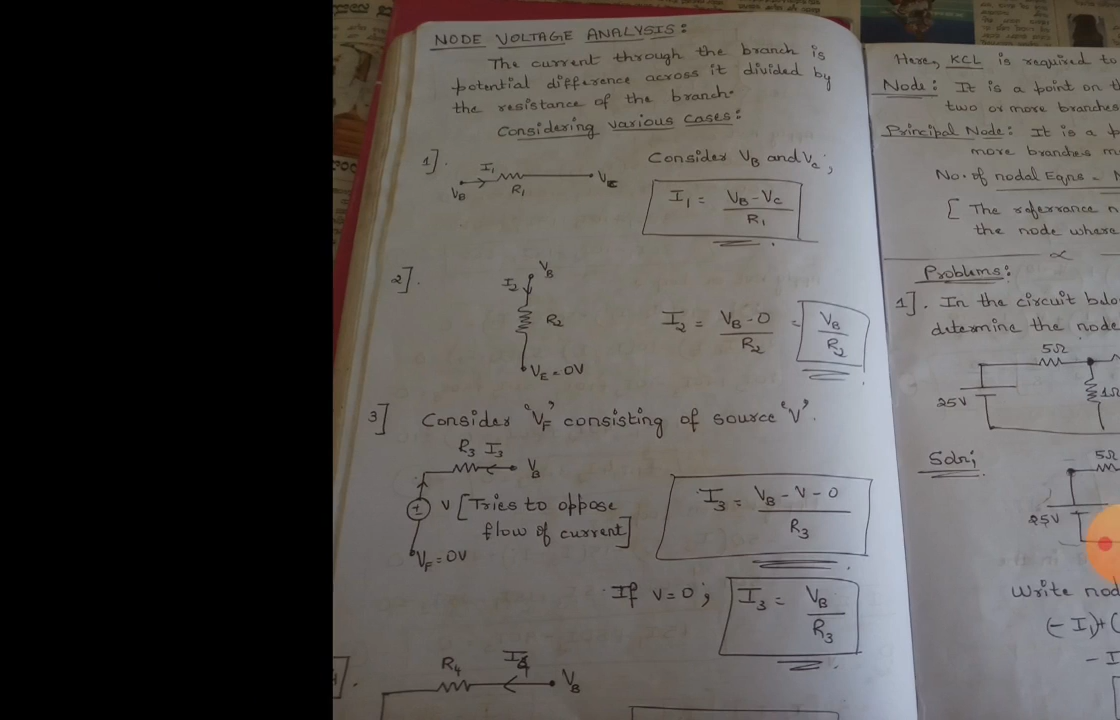 NODE VOLTAGE ANALYSIS:
The current through the branch is
potential difference across it divided by
the resistance of the branch.
Considering various cases:
1].
I1
VB
R1
VC
Consider VB and Vc;
I1 = VB - VC / R1
2].
VB
I2
R2
VE = 0V
I2 = VB - 0 / R2 = VB / R2
3] Consider 'VF' consisting of source 'V'.
R3 I3
VB
V [Tries to oppose
flow of current]
VF = 0V
I3 = VB - V - 0 / R3
If V = 0; I3 = VB / R3
R4
I4
VB
Here, KCL is required to
Node: It is a point on
two or more branches
Principal Node: It is a
more branches
No. of nodal Eqns =
[ The referrance
the node where
Problems:
1]. In the circuit
determine the node
5Ω
25V
1Ω
Soln;
5Ω
25V
Write
(- I1) + (
- I